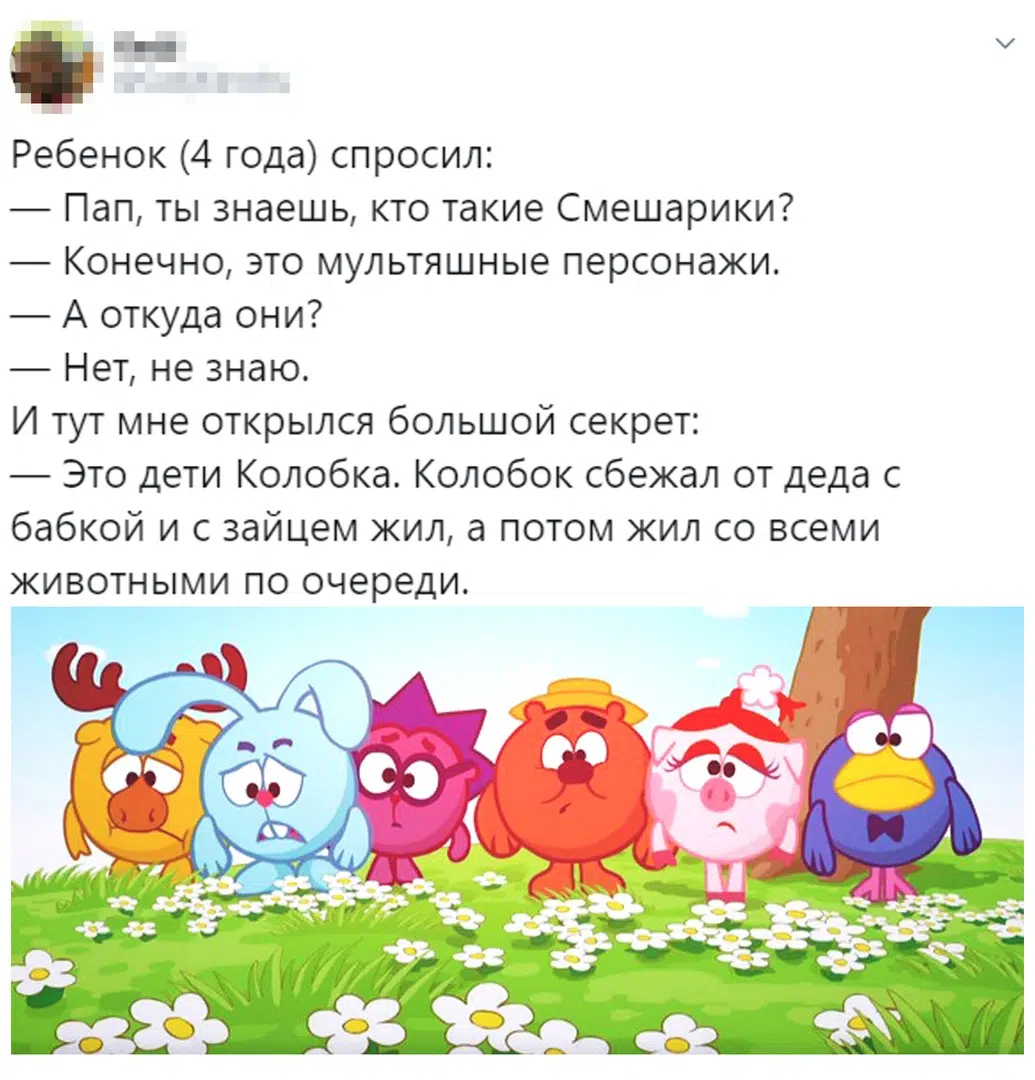 Ребенок (4 года) спросил:
— Пап, ты знаешь, кто такие Смешарики?
— Конечно, это мультяшные персонажи.
— А откуда они?
— Нет, не знаю.
И тут мне открылся большой секрет:
— Это дети Колобка. Колобок сбежал от деда с
бабкой и с зайцем жил, а потом жил со всеми
животными по очереди.